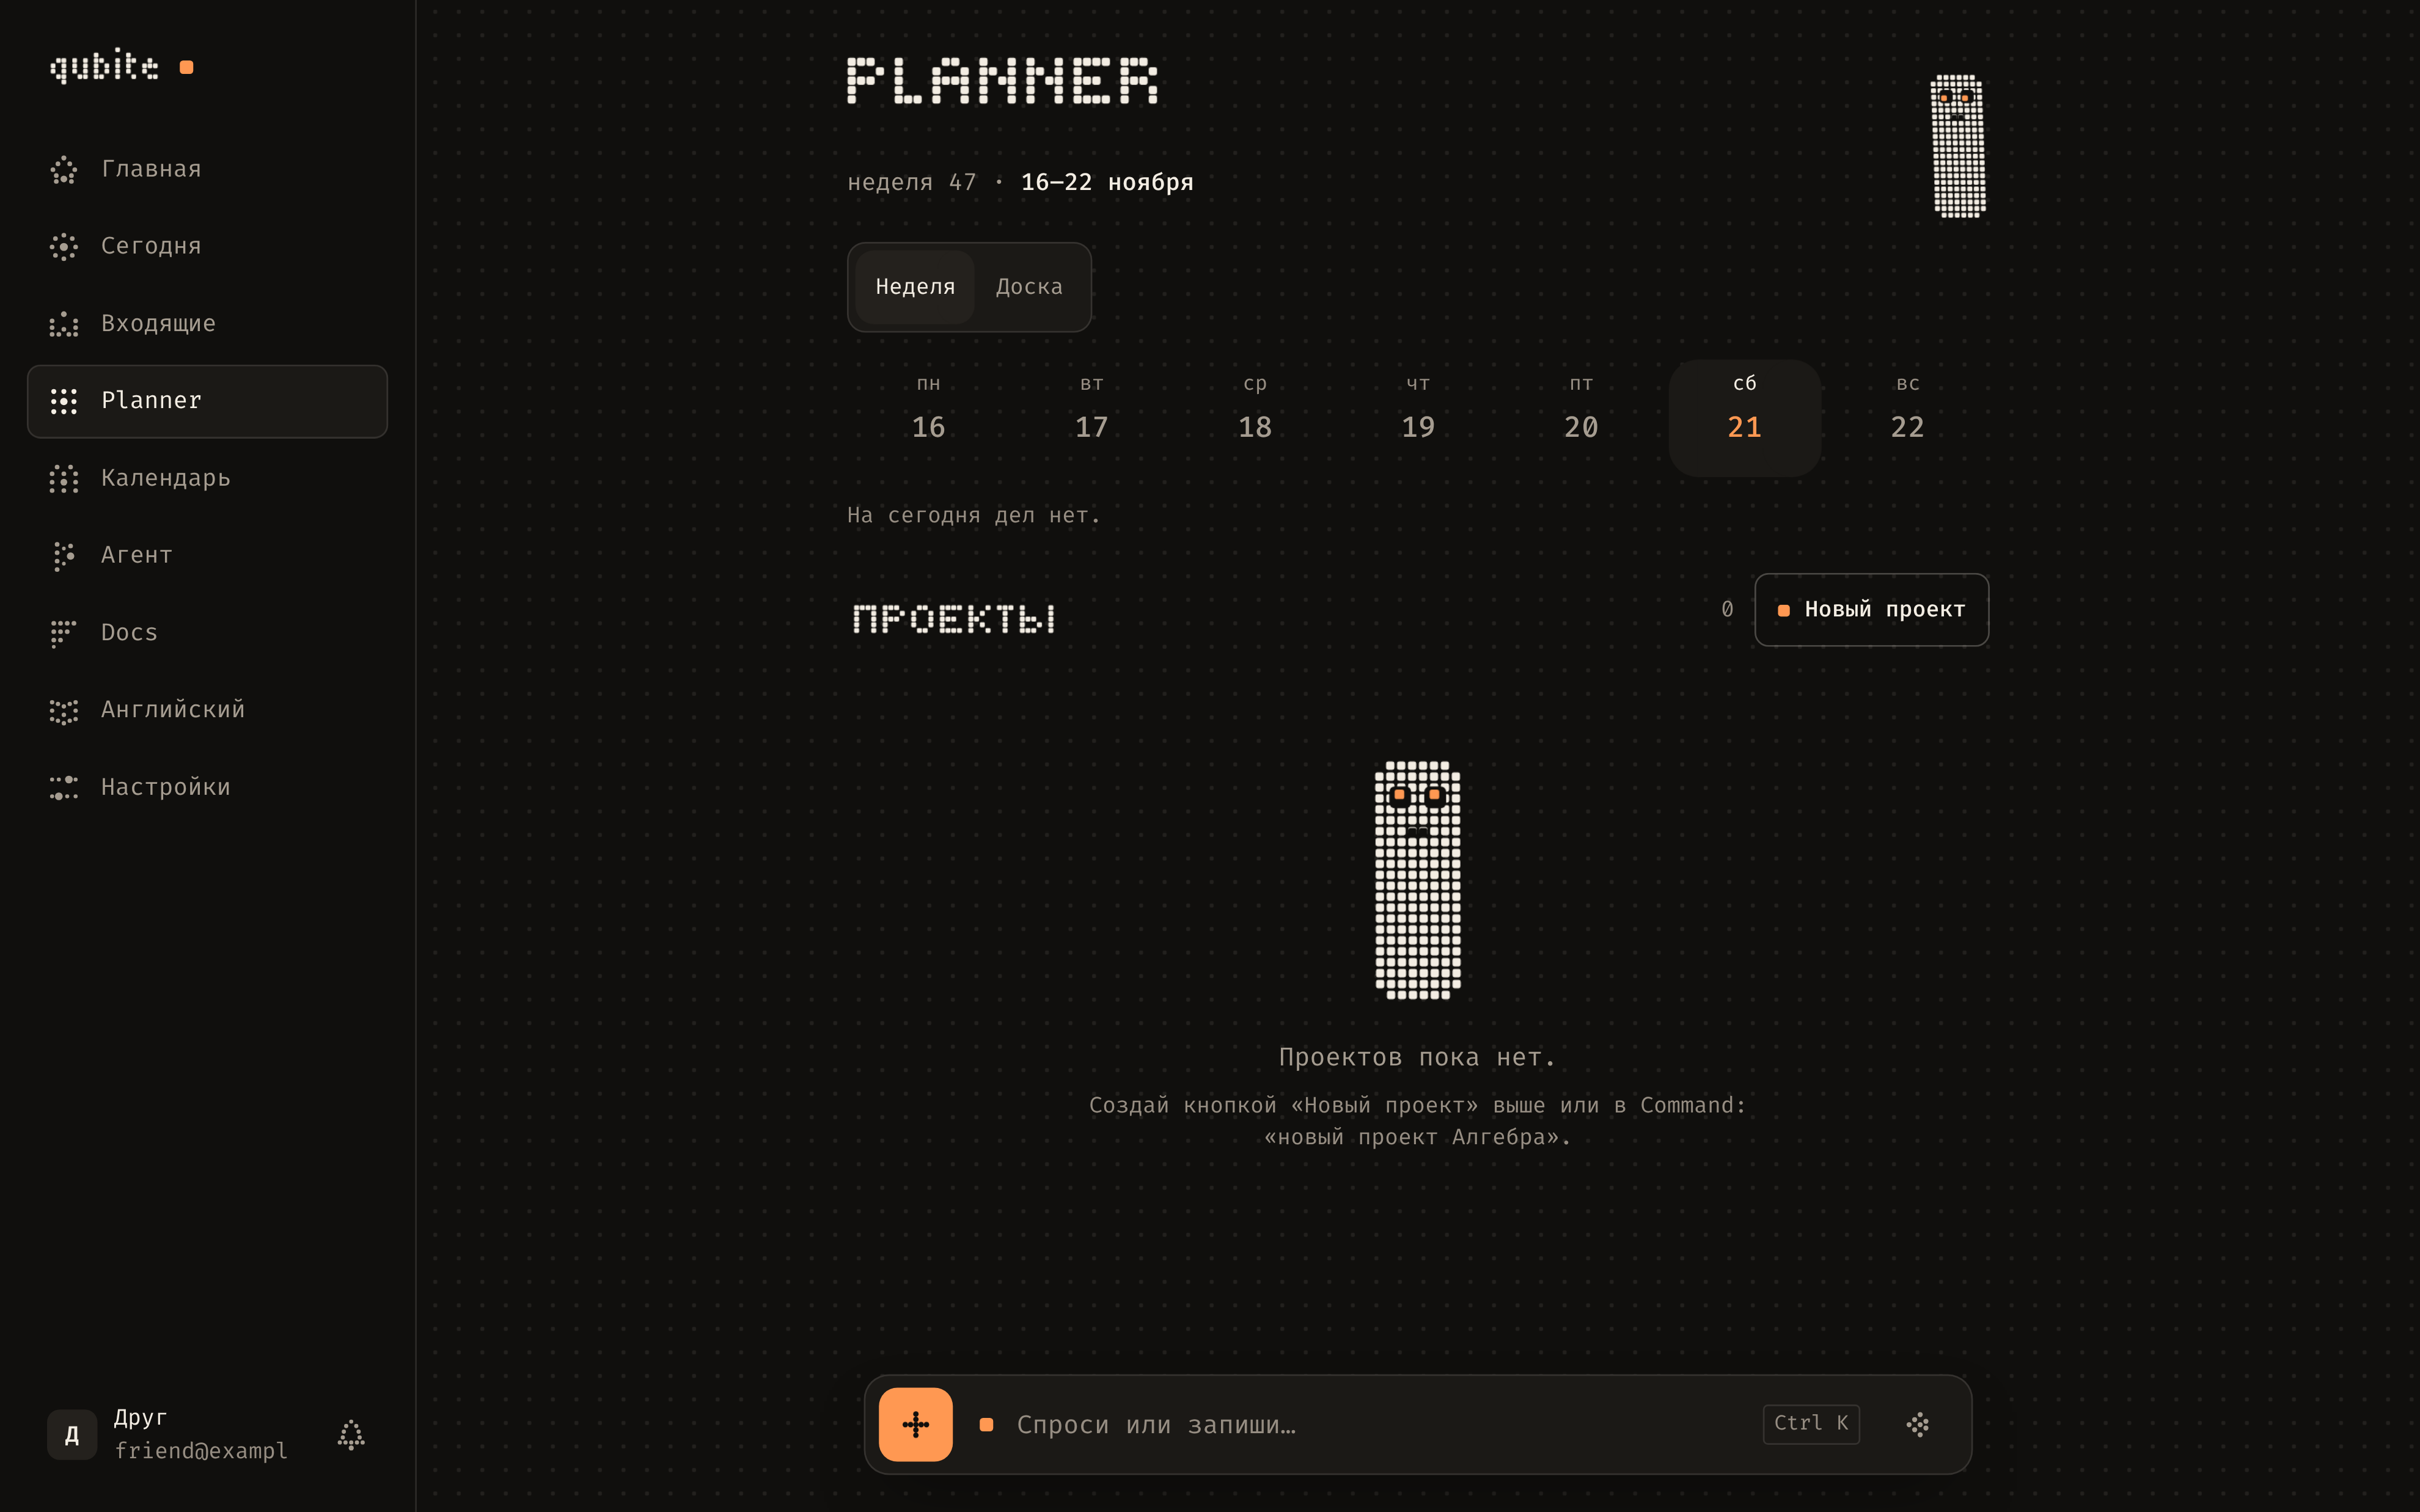 qubite
Главная
Сегодня
Входящие
Planner
Календарь
Агент
Docs
Английский
Настройки
Д
Друг
friend@exampl
PLANNER
неделя 47 · 16–22 ноября
Неделя Доска
пн вт ср чт пт сб вс
16 17 18 19 20 21 22
На сегодня дел нет.
ПРОЕКТЫ
0 Новый проект
Проектов пока нет.
Создай кнопкой «Новый проект» выше или в Command:
«новый проект Алгебра».
Спроси или запиши… Ctrl K